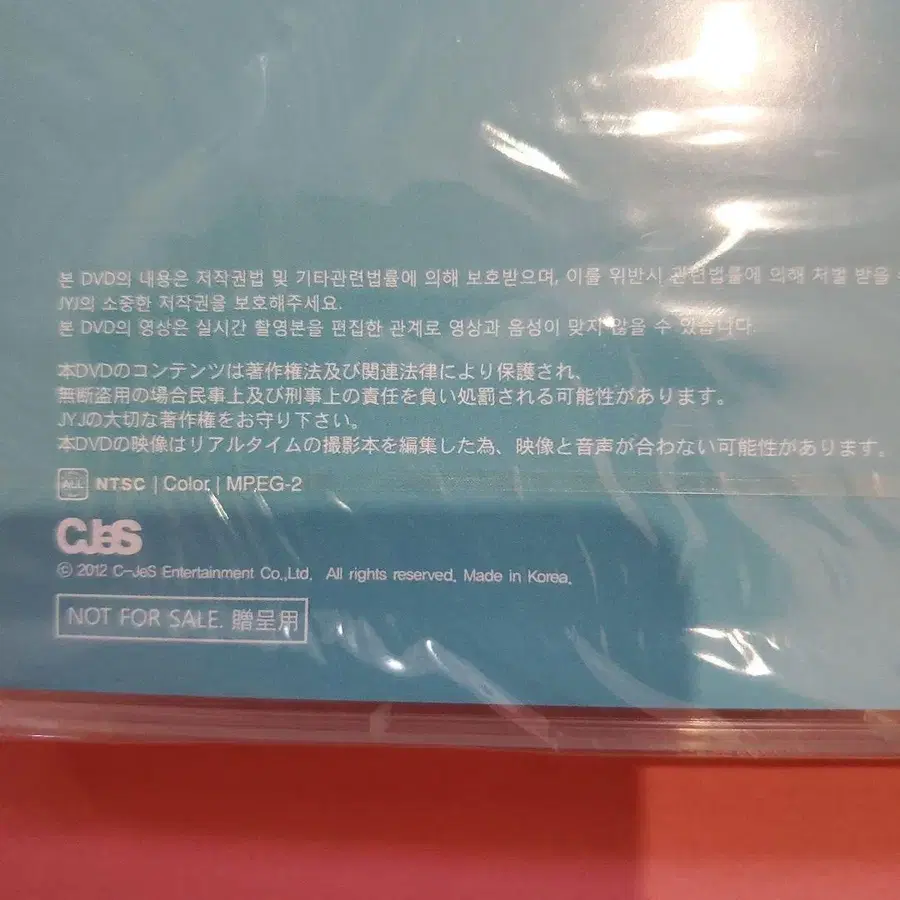 본 DVD의 내용은 저작권법 및 기타관련법률에 의해 보호받으며, 이를 위반시 관련법률에 의해 처벌 받을
JYJ의 소중한 저작권을 보호해주세요.
본 DVD의 영상은 실시간 촬영본을 편집한 관계로 영상과 음성이 맞지 않을 수 있습니다.
本DVDのコンテンツは著作権法及び関連法律により保護され、
無断盗用の場合民事上及び刑事上の責任を負い処罰される可能性があります。
JYJの大切な著作権をお守り下さい。
本DVDの映像はリアルタイムの撮影本を編集した為、映像と音声が合わない可能性があります。
ALL NTSC | Color | MPEG-2
CJeS
© 2012 C-JeS Entertainment Co.,Ltd. All rights reserved. Made in Korea.
NOT FOR SALE. 贈呈用